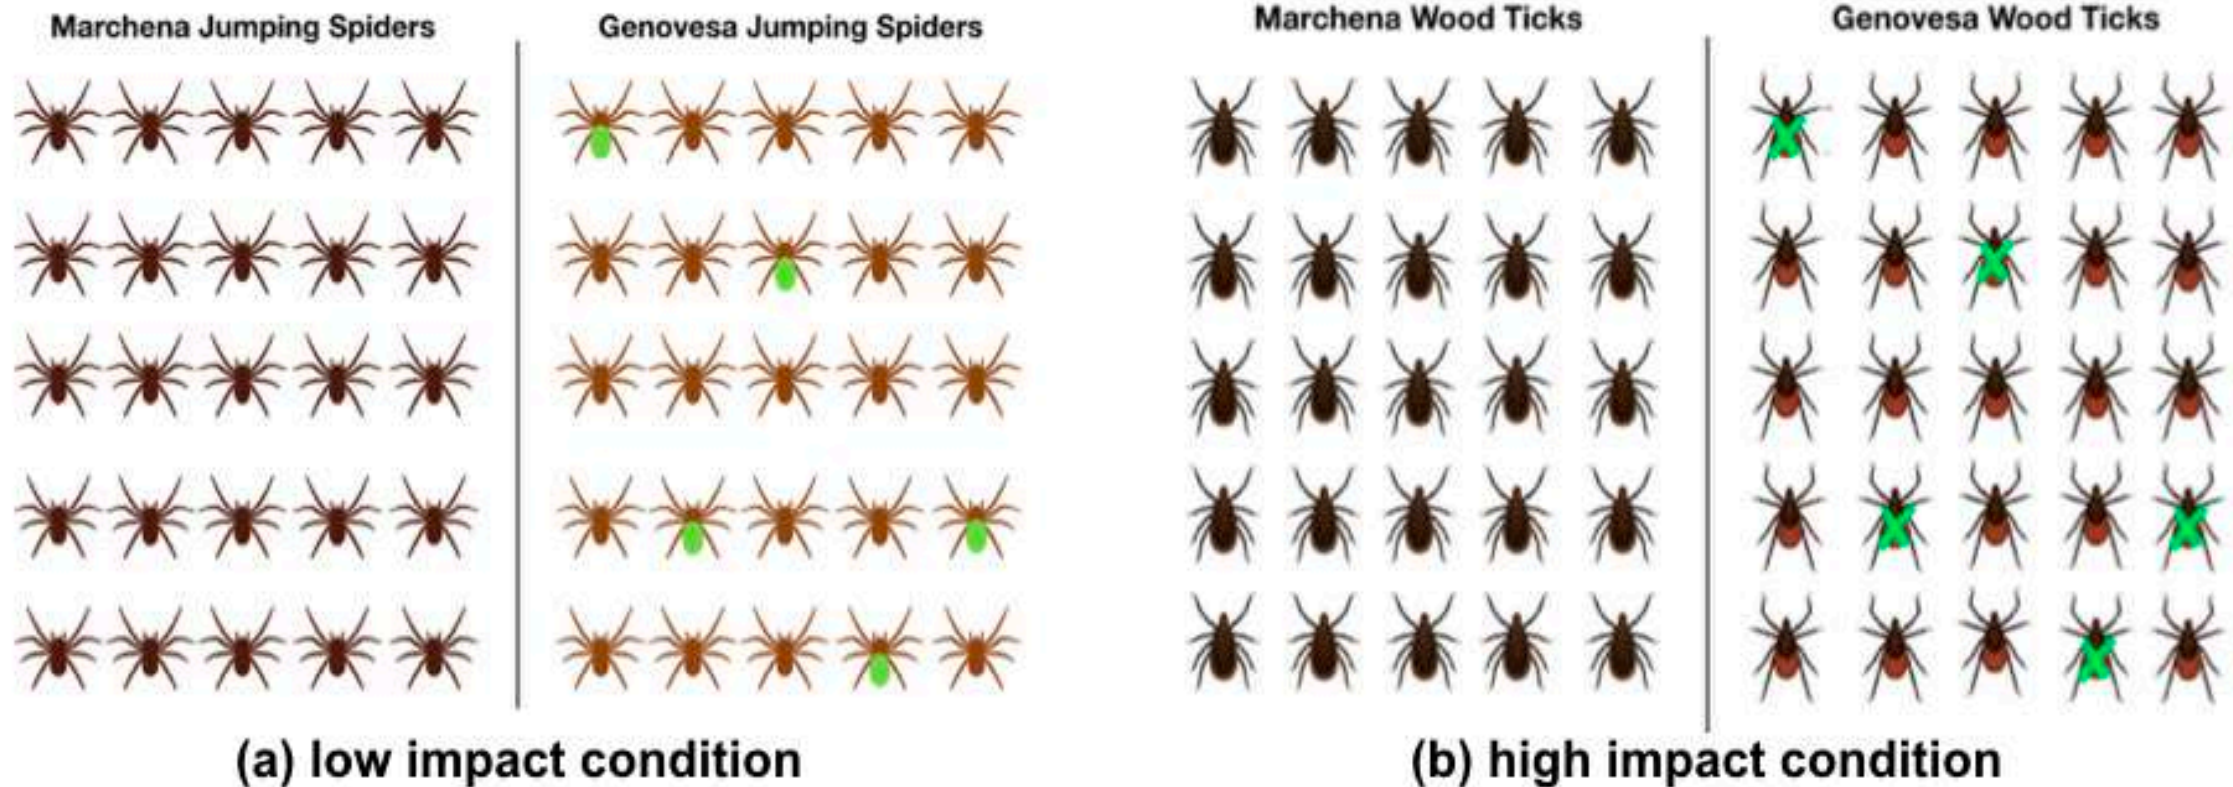 Marchena Jumping Spiders
Genovesa Jumping Spiders
Marchena Wood Ticks
Genovesa Wood Ticks
(a) low impact condition
(b) high impact condition